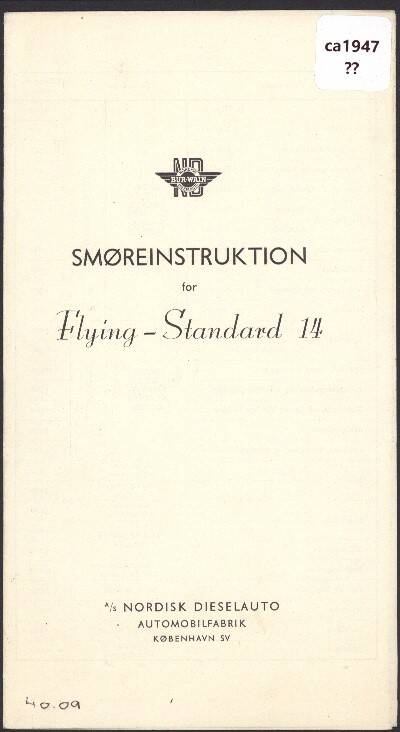 ca1947
??
ND
BUR-WAIN
SMØREINSTRUKTION
for
Flying – Standard 14
A/S NORDISK DIESELAUTO
AUTOMOBILFABRIK
KØBENHAVN SV
40.09